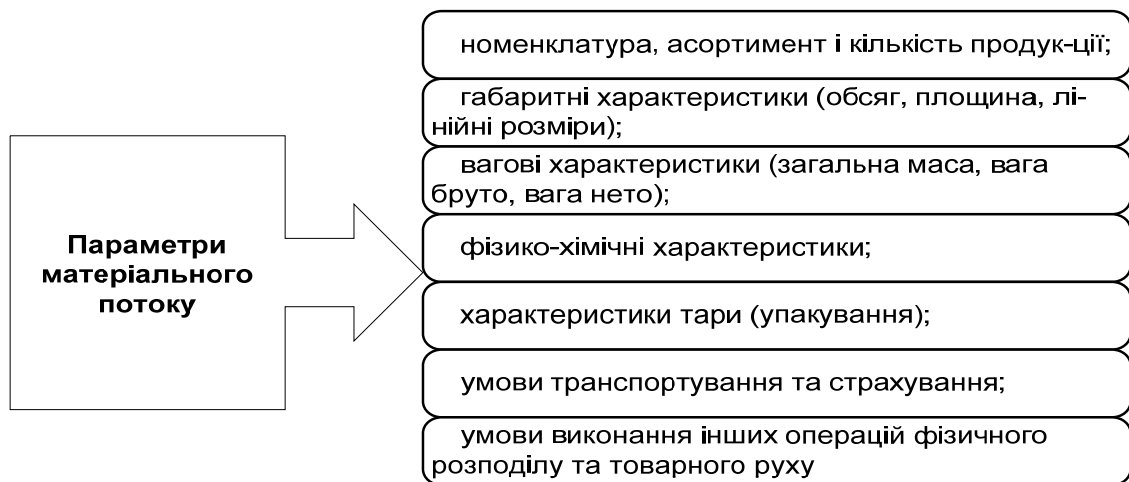 Параметри
матеріального
потоку
номенклатура, асортимент і кількість продук-ції;
габаритні характеристики (обсяг, площина, лі-
нійні розміри);
вагові характеристики (загальна маса, вага
бруто, вага нето);
фізико-хімічні характеристики;
характеристики тари (упакування);
умови транспортування та страхування;
умови виконання інших операцій фізичного
розподілу та товарного руху